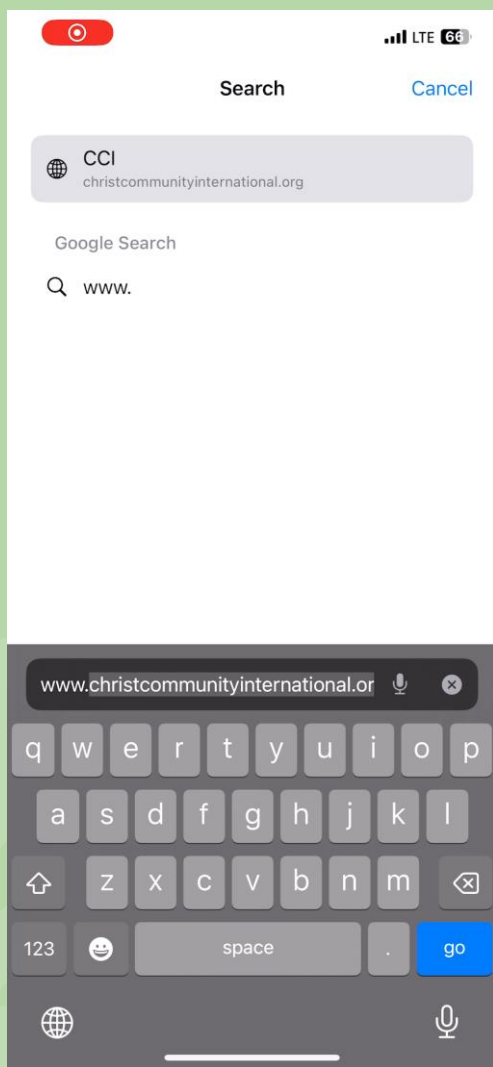 LTE 66
Search Cancel
CCI
christcommunityinternational.org
Google Search
www.
www.christcommunityinternational.or
q w e r t y u i o p
a s d f g h j k l
z x c v b n m
123 space . go